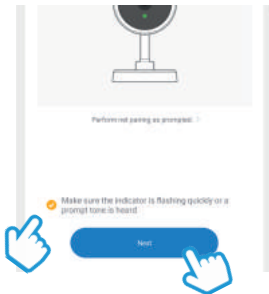 Perform net pairing as prompted.
Make sure the indicator is flashing quickly or a
prompt tone is heard
Next